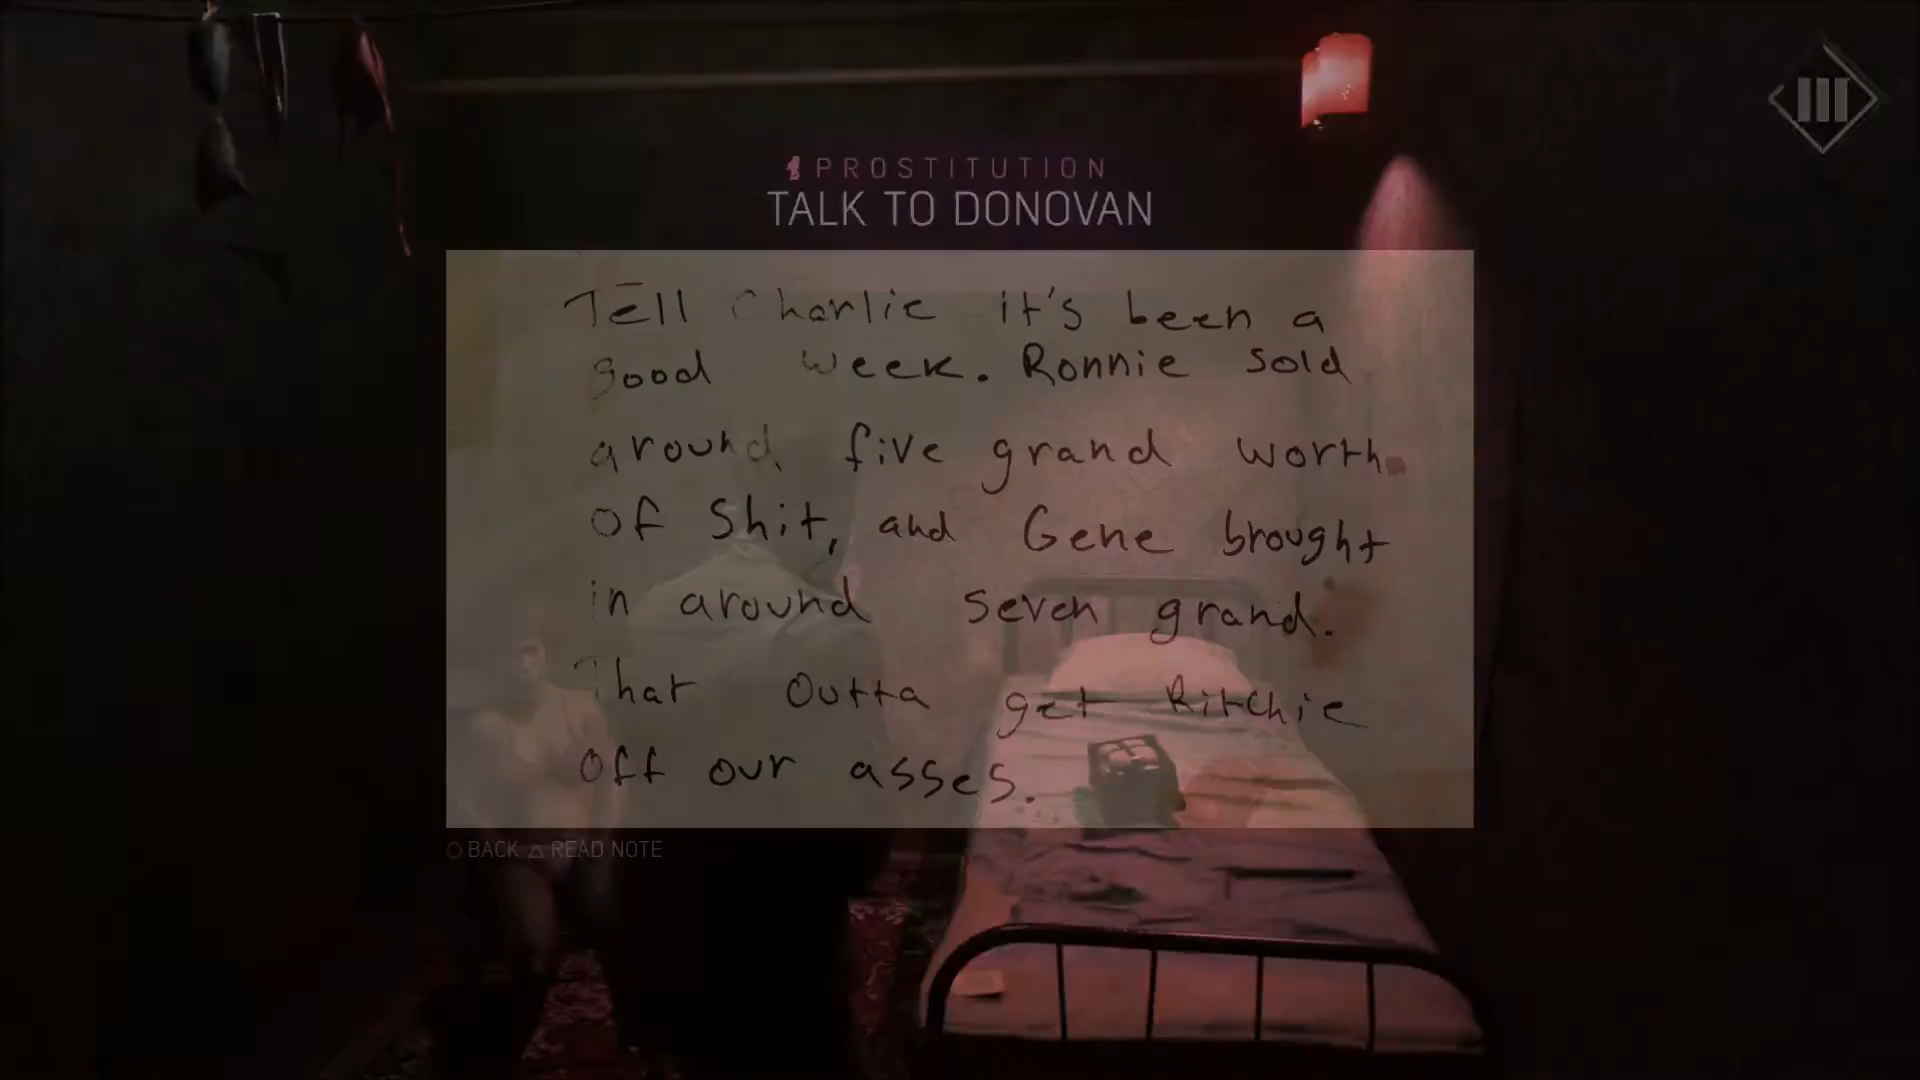 PROSTITUTION
TALK TO DONOVAN
Tell Charlie it's been a
good week. Ronnie sold
around five grand worth
of shit, and Gene brought
in around seven grand.
That outta get Ritchie
off our asses.
BACK READ NOTE